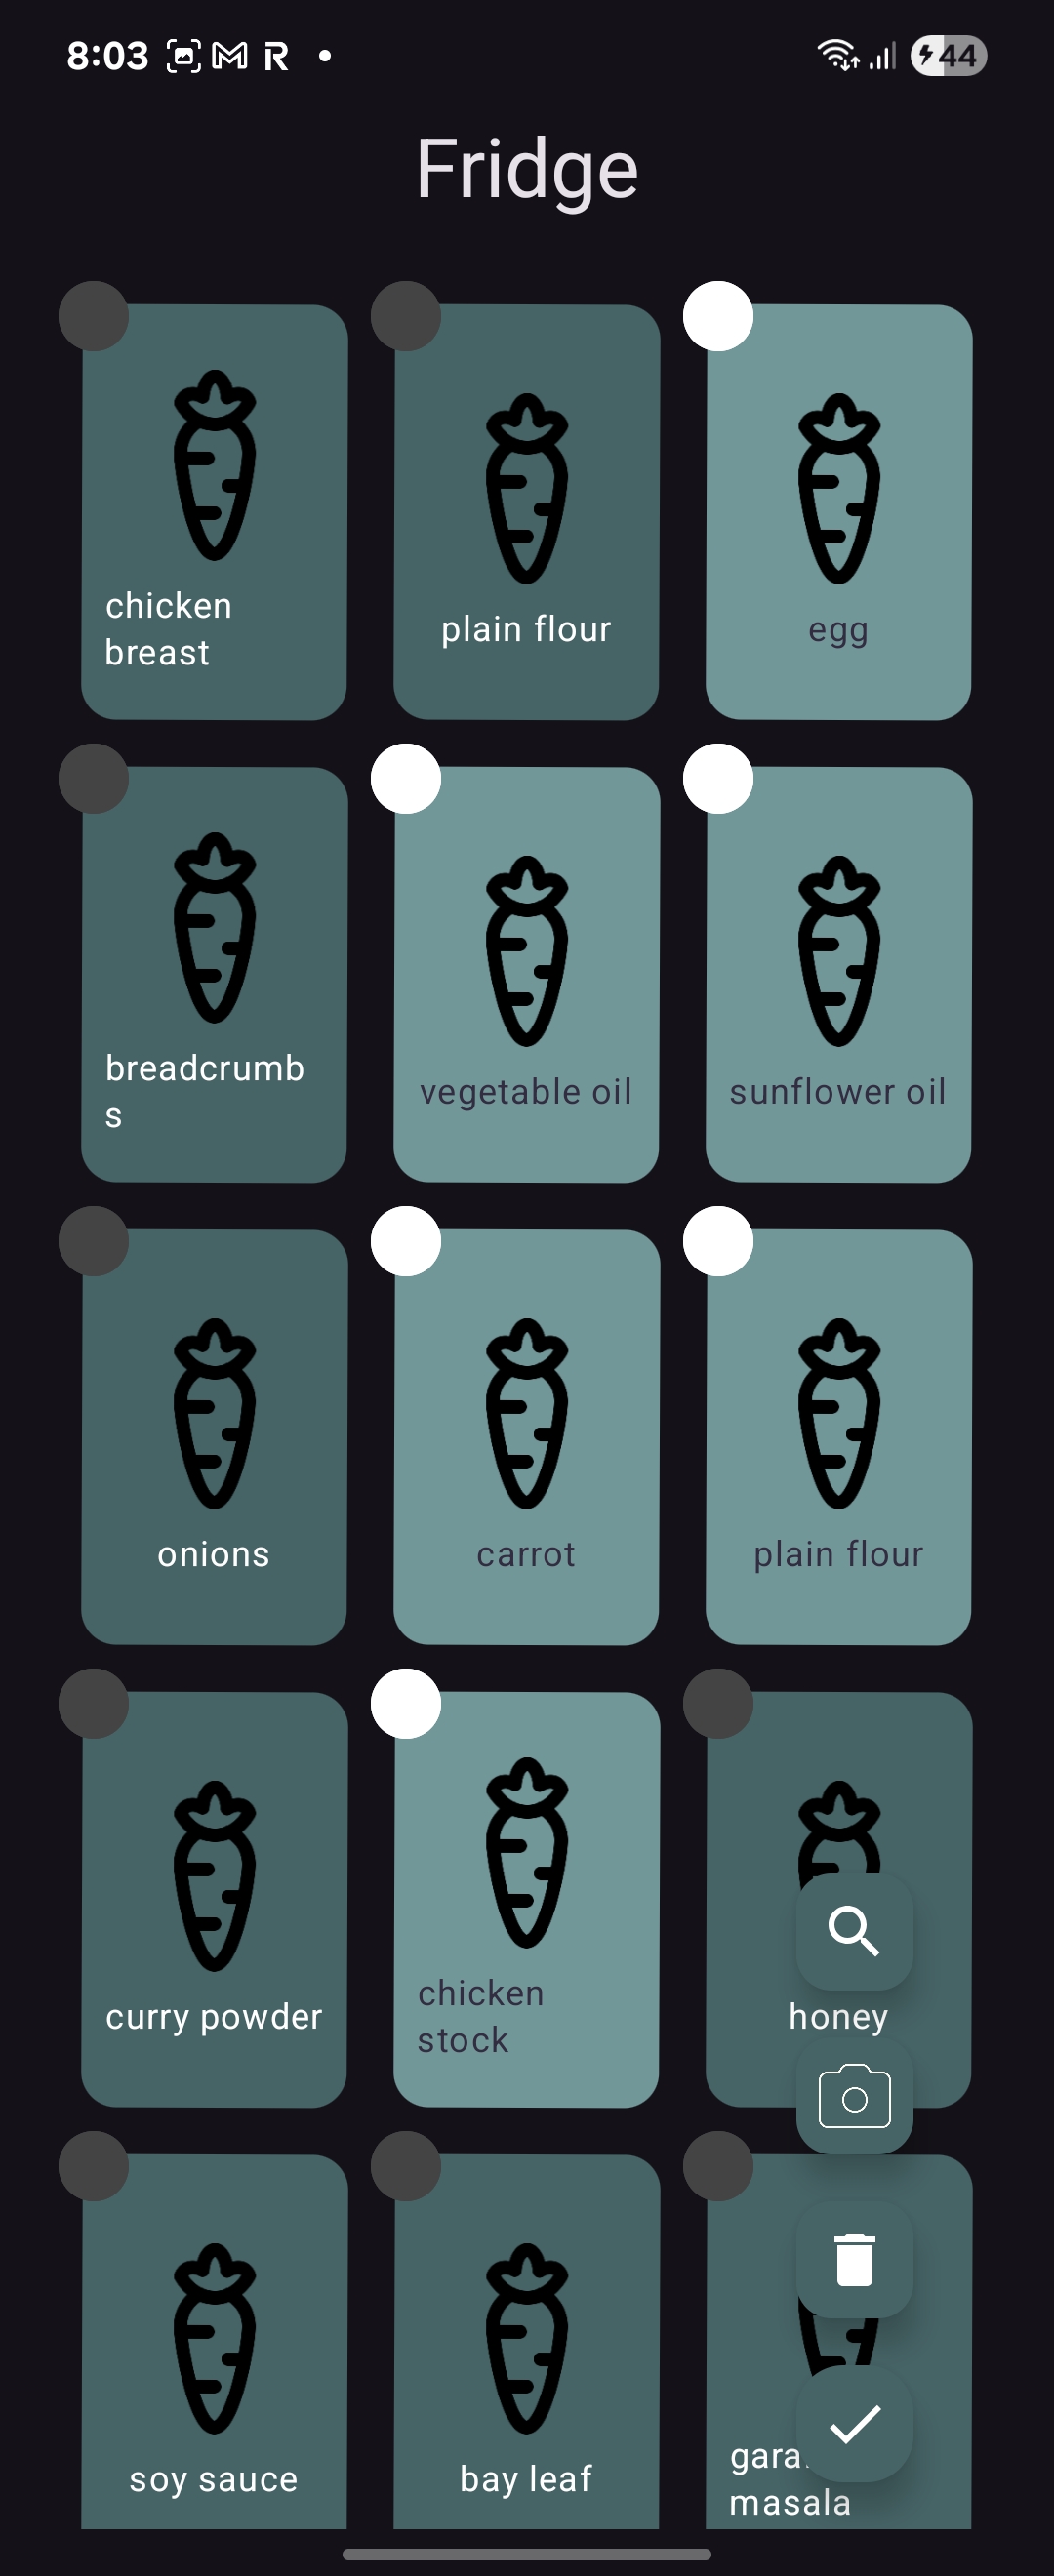 8:03
44
Fridge
chicken
breast
plain flour
egg
breadcrumb
s
vegetable oil
sunflower oil
onions
carrot
plain flour
curry powder
chicken
stock
honey
soy sauce
bay leaf
masala